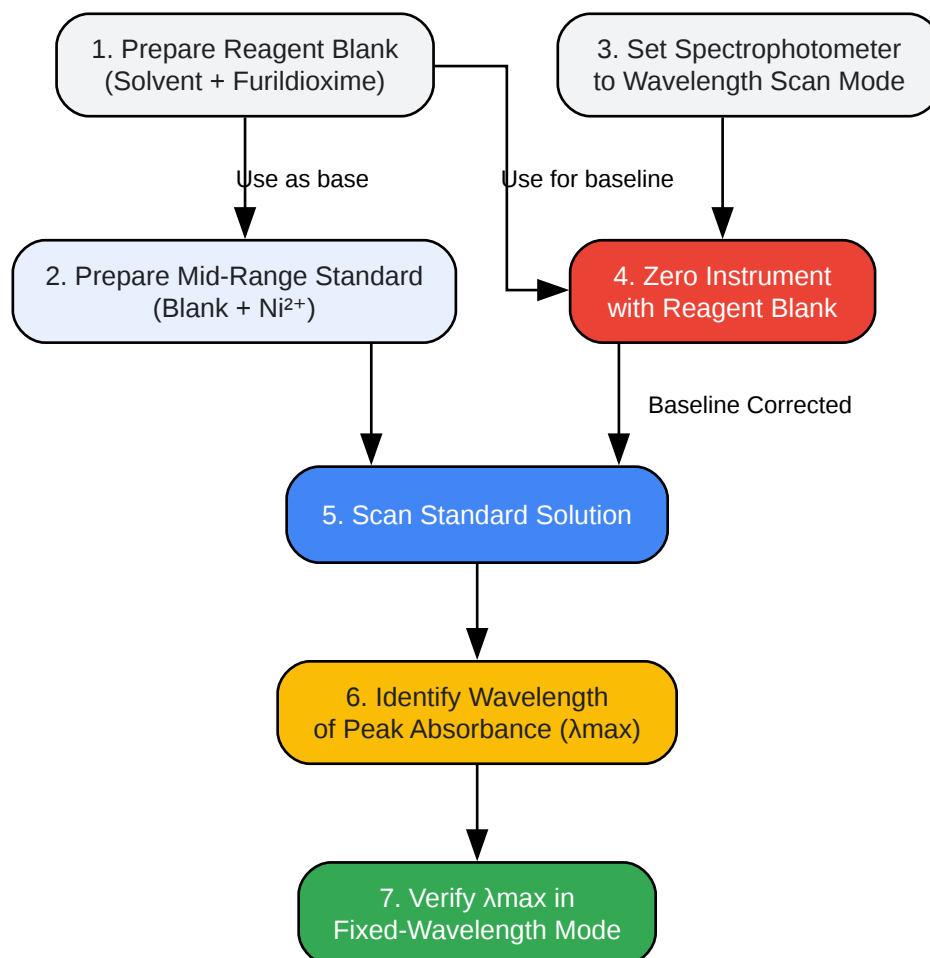 1. Prepare Reagent Blank
(Solvent + Furildioxime)
3. Set Spectrophotometer
to Wavelength Scan Mode
Use as base
Use for baseline
2. Prepare Mid-Range Standard
(Blank + Ni²⁺)
4. Zero Instrument
with Reagent Blank
Baseline Corrected
5. Scan Standard Solution
6. Identify Wavelength
of Peak Absorbance (λmax)
7. Verify λmax in
Fixed-Wavelength Mode